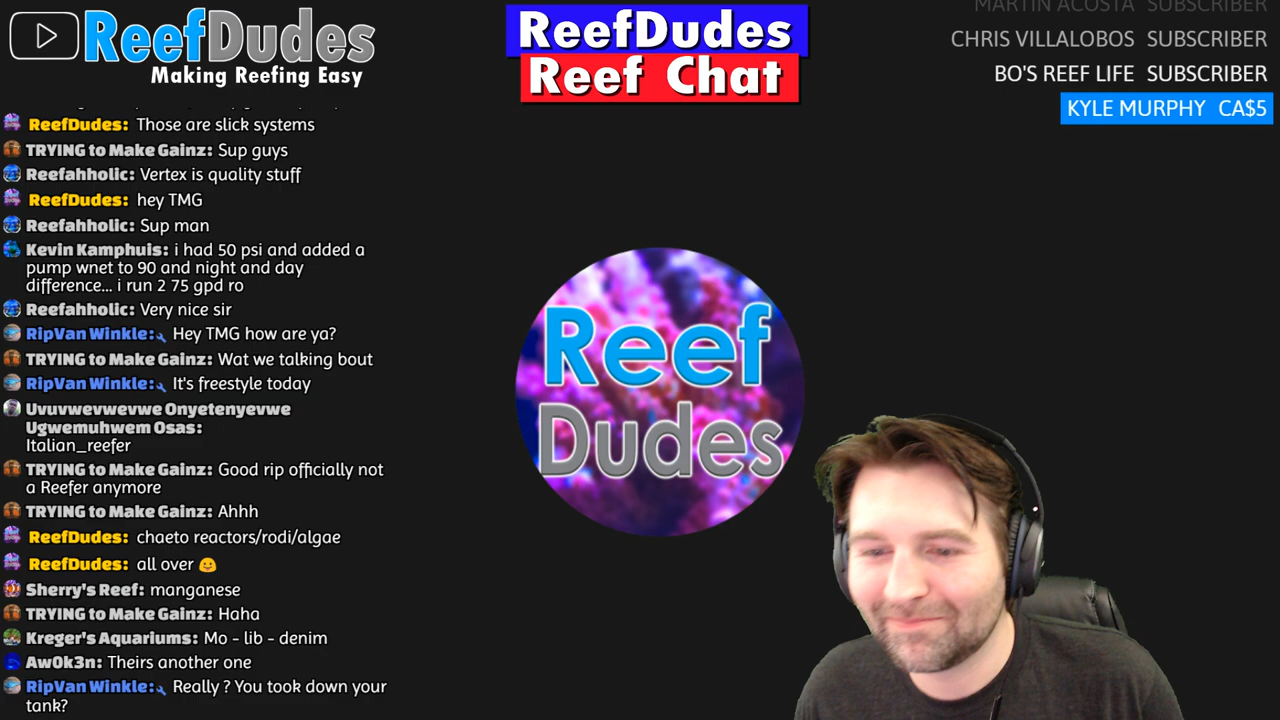 ReefDudes
Making Reefing Easy
ReefDudes
Reef Chat
MARTIN ACOSTA SUBSCRIBER
CHRIS VILLALOBOS SUBSCRIBER
BO'S REEF LIFE SUBSCRIBER
KYLE MURPHY CA$5
ReefDudes: Those are slick systems
TRYING to Make Gainz: Sup guys
Reefahholic: Vertex is quality stuff
ReefDudes: hey TMG
Reefahholic: Sup man
Kevin Kamphuis: i had 50 psi and added a
pump wnet to 90 and night and day
difference... i run 2 75 gpd ro
Reefahholic: Very nice sir
RipVan Winkle: Hey TMG how are ya?
TRYING to Make Gainz: Wat we talking bout
RipVan Winkle: It's freestyle today
Uvuvwevwevwe Onyetenyevwe
Ugwemuhwem Osas:
Italian_reefer
TRYING to Make Gainz: Good rip officially not
a Reefer anymore
TRYING to Make Gainz: Ahhh
ReefDudes: chaeto reactors/rodi/algae
ReefDudes: all over
Sherry's Reef: manganese
TRYING to Make Gainz: Haha
Kreger's Aquariums: Mo - lib - denim
Aw0k3n: Theirs another one
RipVan Winkle: Really ? You took down your
tank?
Reef
Dudes